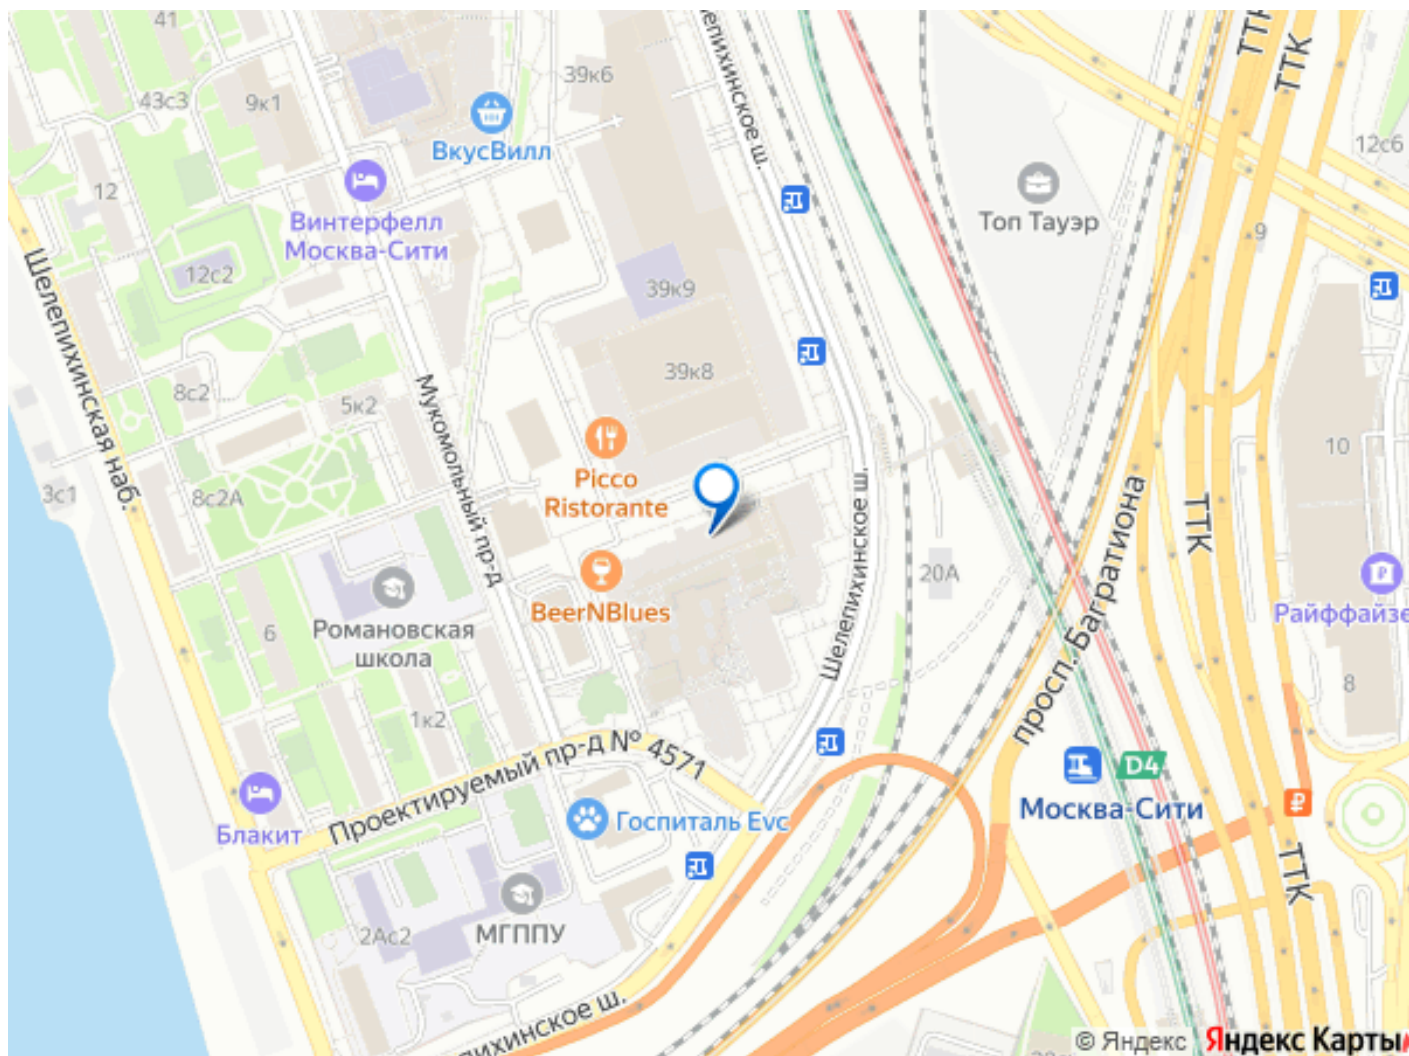 41
39к6
ТТК
ТТК
43с3
9к1
ВкусВилл
Шелепихинское ш.
12с6
12
Винтерфелл
Москва-Сити
Топ Тауэр
9
12с2
39к9
Шелепихинская наб.
39к8
8с2
5к2
Мукомольный пр-д
10
Picco
Ristorante
3с1
8с2А
Шелепихинское ш.
просп. Багратиона
ТТК
20А
BeerNBlues
Райффайзе
6
Романовская
школа
8
1к2
Проектируемый пр-д № 4571
D4
Москва-Сити
Блакит
Госпиталь Evc
ТТК
2Ас2
МГППУ
пихинское ш.
© Яндекс
Яндекс Карты